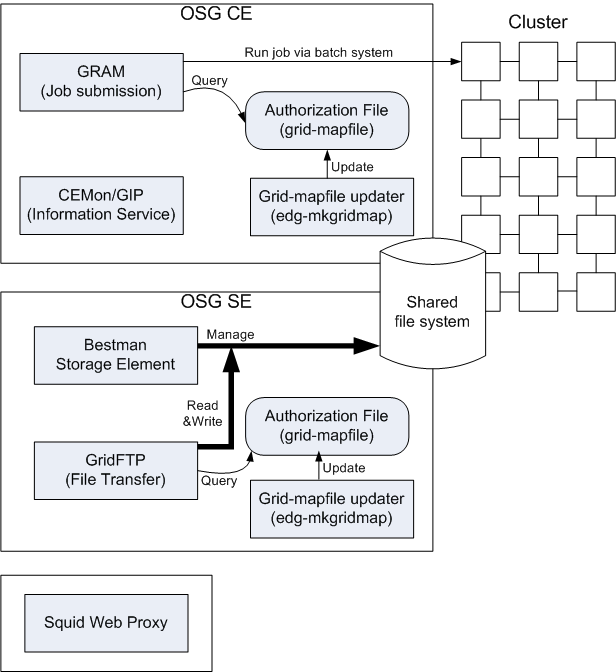 OSG CE
Cluster
Run job via batch system
GRAM
(Job submission)
Query
Authorization File
(grid-mapfile)
Update
CEMon/GIP
(Information Service)
Grid-mapfile updater
(edg-mkgridmap)
Shared
file system
OSG SE
Manage
Bestman
Storage Element
Read
&Write
Authorization File
(grid-mapfile)
GridFTP
(File Transfer)
Query
Update
Grid-mapfile updater
(edg-mkgridmap)
Squid Web Proxy